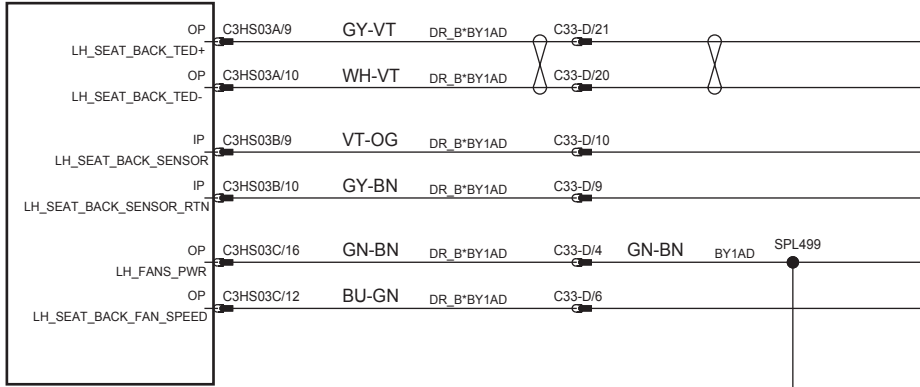 OP C3HS03A/9 GY-VT DR_B*BY1AD C33-D/21
LH_SEAT_BACK_TED+
OP C3HS03A/10 WH-VT DR_B*BY1AD C33-D/20
LH_SEAT_BACK_TED-
IP C3HS03B/9 VT-OG DR_B*BY1AD C33-D/10
LH_SEAT_BACK_SENSOR
IP C3HS03B/10 GY-BN DR_B*BY1AD C33-D/9
LH_SEAT_BACK_SENSOR_RTN
OP C3HS03C/16 GN-BN DR_B*BY1AD C33-D/4 GN-BN BY1AD SPL499
LH_FANS_PWR
OP C3HS03C/12 BU-GN DR_B*BY1AD C33-D/6
LH_SEAT_BACK_FAN_SPEED